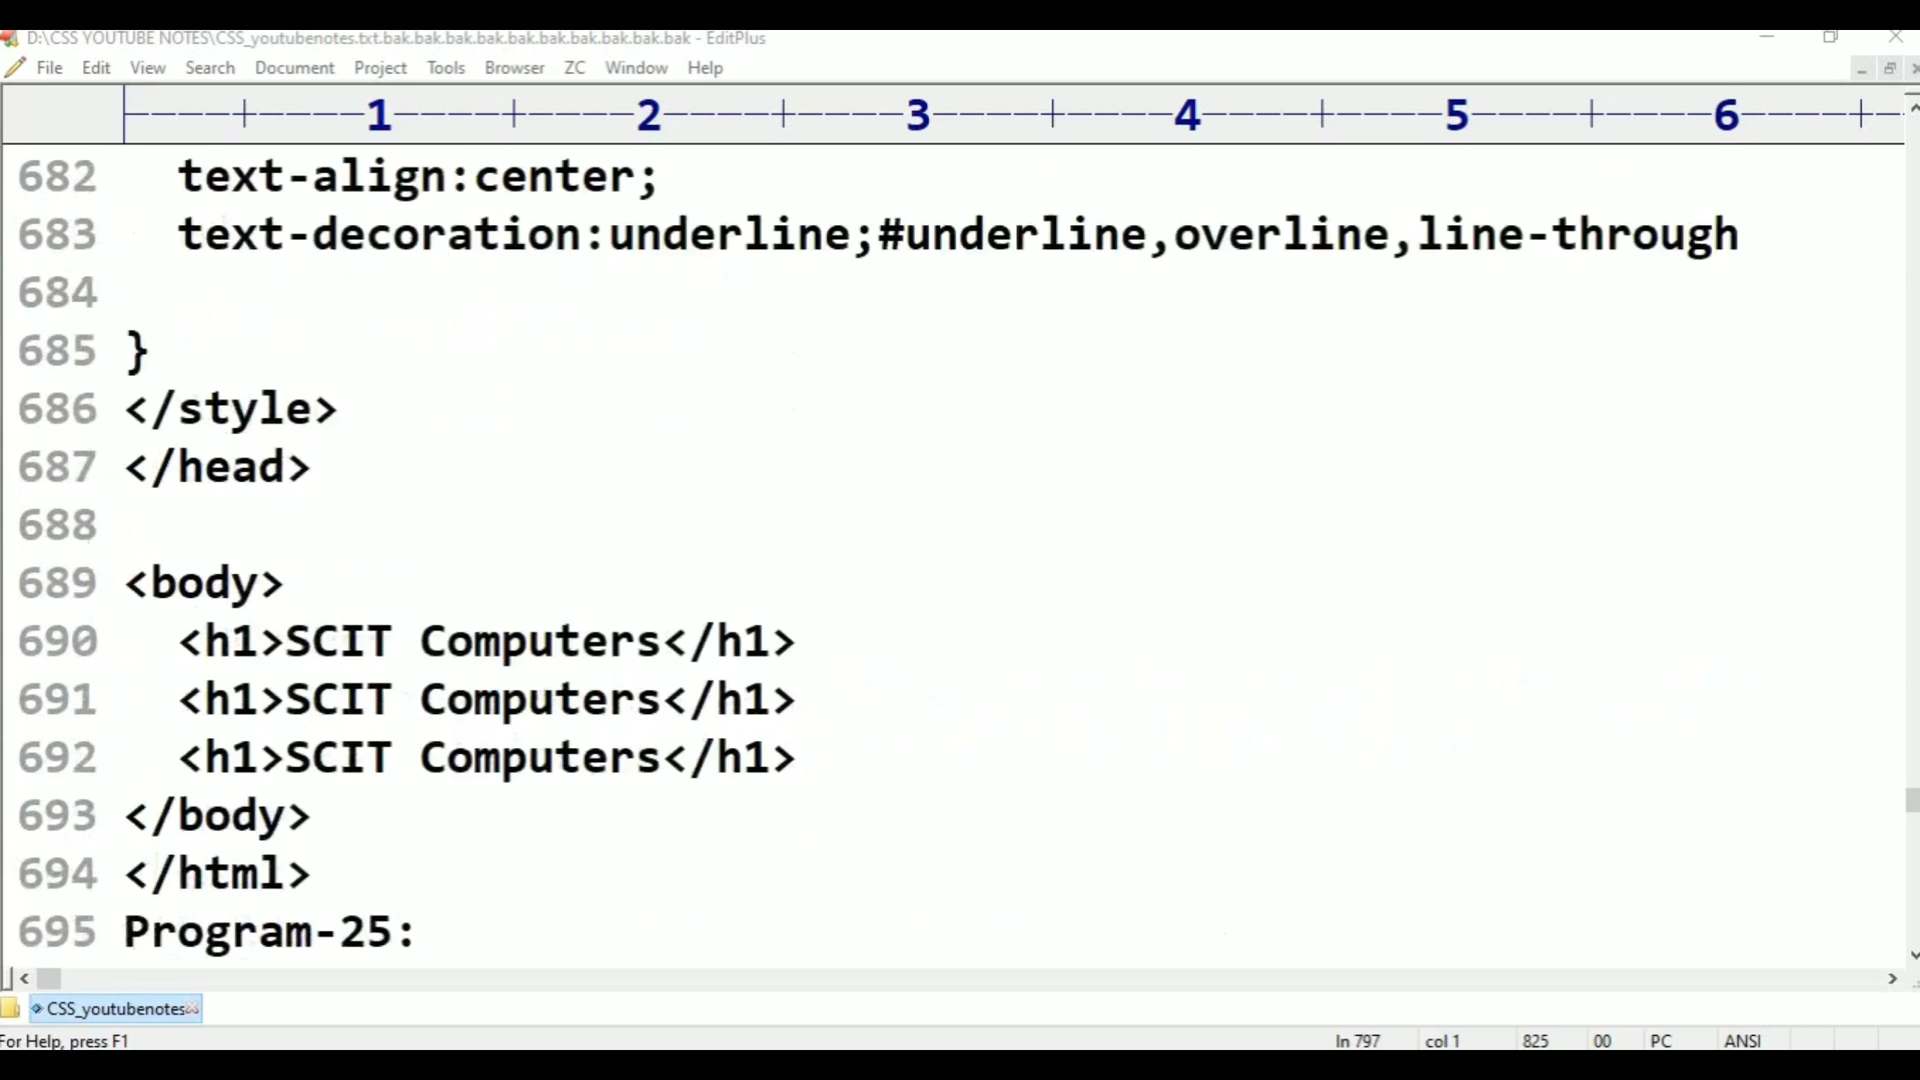 D:\CSS YOUTUBE NOTES\CSS_youtubenotes.txt.bak.bak.bak.bak.bak.bak.bak.bak.bak.bak - EditPlus
File Edit View Search Document Project Tools Browser ZC Window Help
1 2 3 4 5 6
682 text-align:center;
683 text-decoration:underline;#underline,overline,line-through
684
685 }
686 </style>
687 </head>
688
689 <body>
690 <h1>SCIT Computers</h1>
691 <h1>SCIT Computers</h1>
692 <h1>SCIT Computers</h1>
693 </body>
694 </html>
695 Program-25:
CSS_youtubenotes
For Help, press F1 ln 797 col 1 825 00 PC ANSI